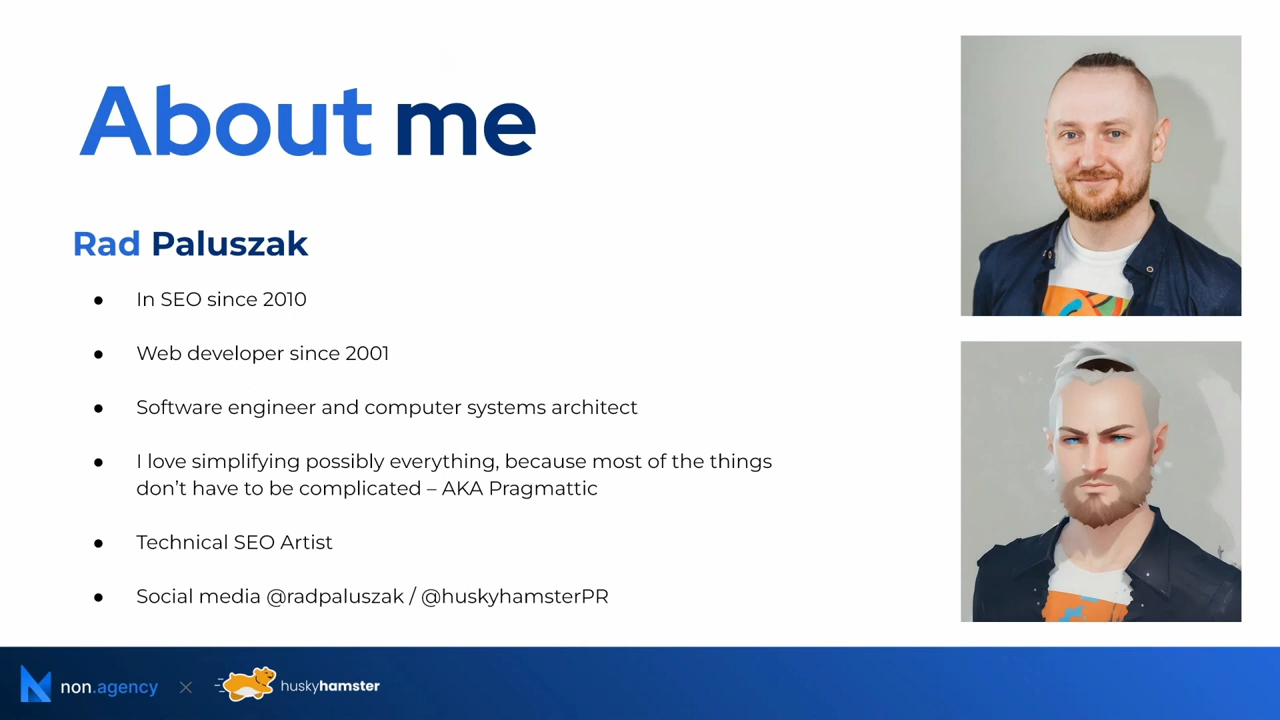 About me
Rad Paluszak
● In SEO since 2010
● Web developer since 2001
● Software engineer and computer systems architect
● I love simplifying possibly everything, because most of the things
don’t have to be complicated – AKA Pragmattic
● Technical SEO Artist
● Social media @radpaluszak / @huskyhamsterPR
non.agency × huskyhamster